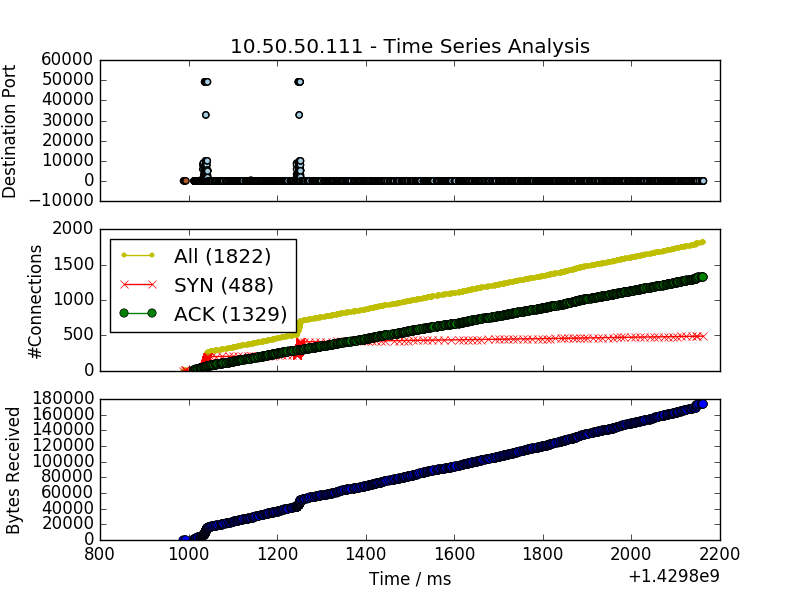 10.50.50.111 - Time Series Analysis
60000
50000
40000
30000
20000
10000
0
−10000
Destination Port
2000
1500
1000
500
0
#Connections
All (1822)
SYN (488)
ACK (1329)
180000
160000
140000
120000
100000
80000
60000
40000
20000
0
Bytes Received
800 1000 1200 1400 1600 1800 2000 2200
Time / ms
+1.4298e9